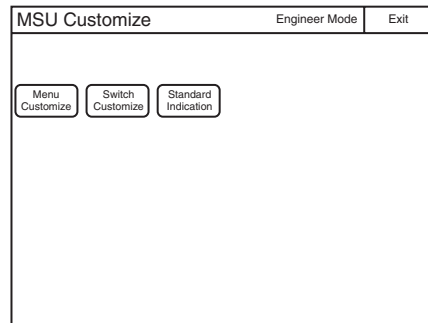 MSU Customize Engineer Mode Exit
Menu Customize
Switch Customize
Standard Indication